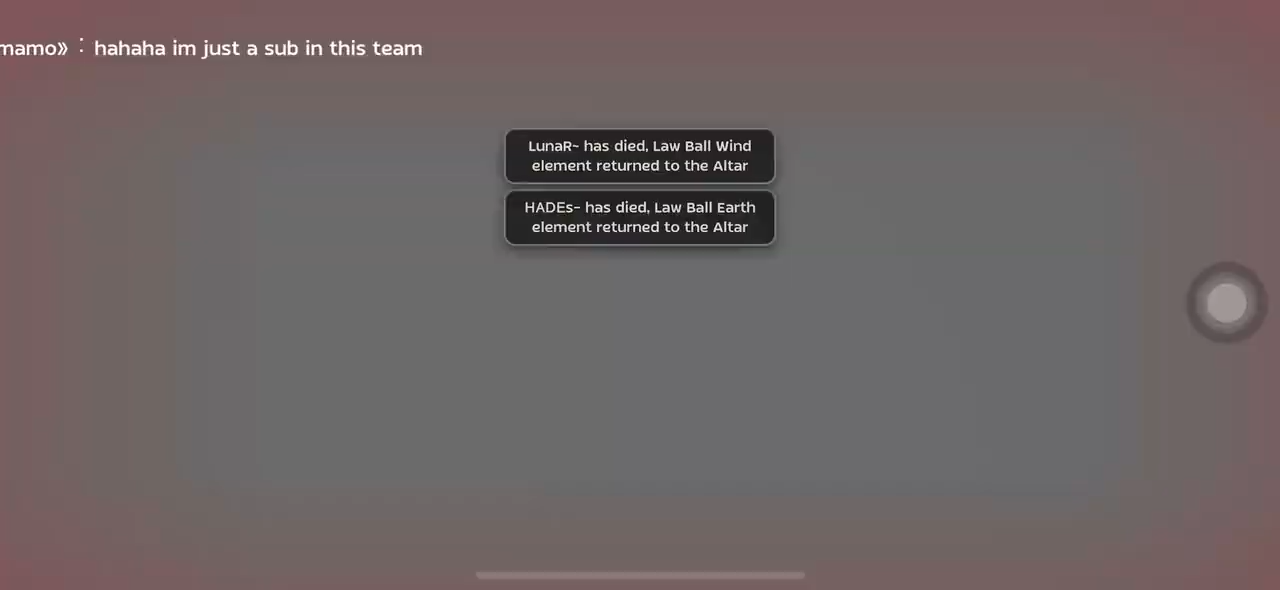 mamo» : hahaha im just a sub in this team
LunaR~ has died, Law Ball Wind
element returned to the Altar
HADEs- has died, Law Ball Earth
element returned to the Altar